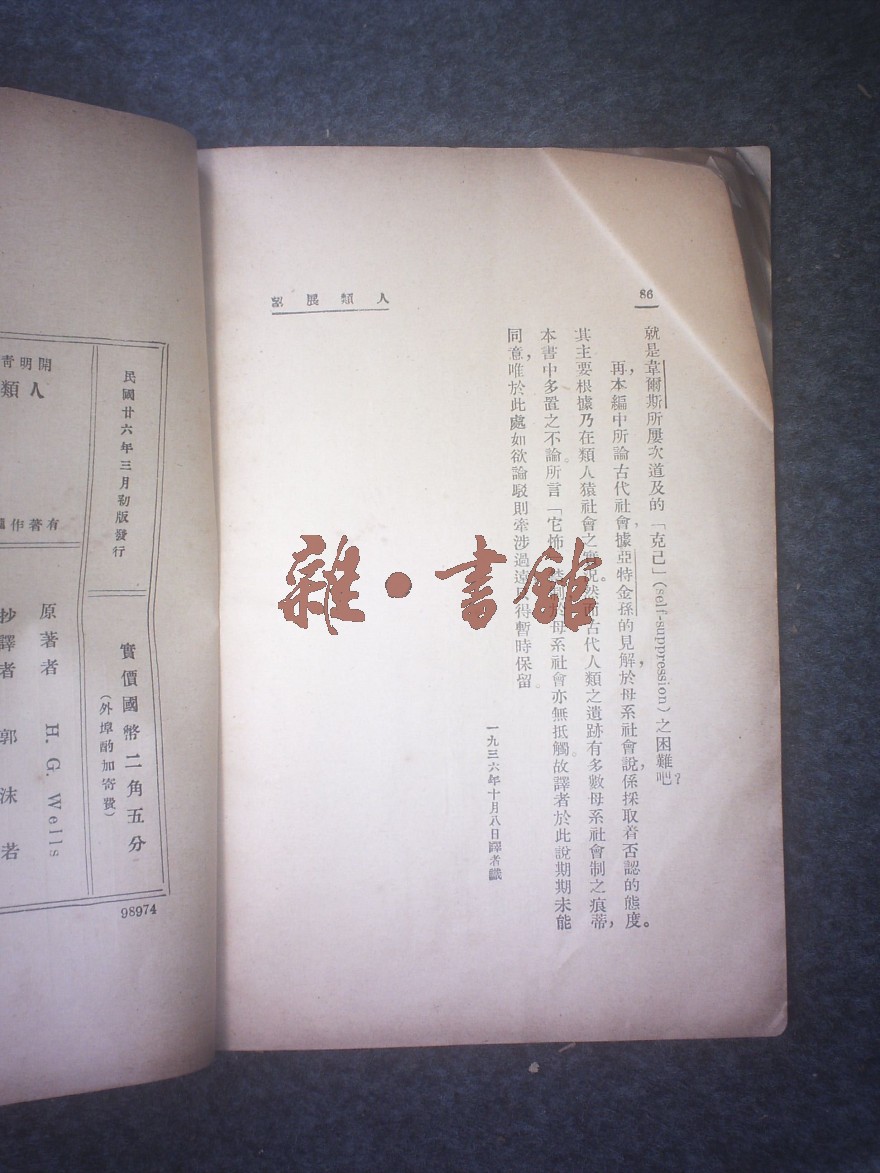 86
人類展望
就是韋爾斯所屢次道及的「克己」(self-suppression)之困難吧?
再,本編中所論古代社會,據亞特金孫的見解,於母系社會說,係採取着否認的態度。
其主要根據乃在類人猿社會之 古代人類之遺跡有多數母系社會制之痕蒂,
本書中多置之不論。所言「它怖 母系社會亦無抵觸。故譯者於此說期期未能
同意,唯於此處如欲論駁則牽涉過遠 得暫時保留
一九三六年十月八日譯者識
雜·書館
民國廿六年三月初版發行
實價國幣二角五分
(外埠酌加寄費)
開明青
人類
有著作
原著者 H. G. Wells
抄譯者 郭沫若
98974